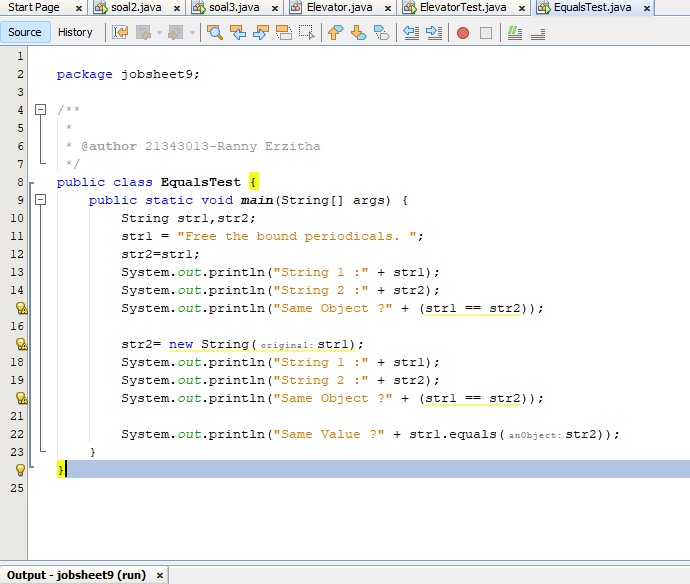 Start Page soal2.java soal3.java Elevator.java ElevatorTest.java EqualsTest.java
Source History
1
2 package jobsheet9;
3
4 /**
5 *
6 * @author 21343013-Ranny Erzitha
7 */
8 public class EqualsTest {
9 public static void main(String[] args) {
10 String str1,str2;
11 str1 = "Free the bound periodicals. ";
12 str2=str1;
13 System.out.println("String 1 :" + str1);
14 System.out.println("String 2 :" + str2);
System.out.println("Same Object ?" + (str1 == str2));
16
str2= new String(original:str1);
18 System.out.println("String 1 :" + str1);
19 System.out.println("String 2 :" + str2);
System.out.println("Same Object ?" + (str1 == str2));
21
22 System.out.println("Same Value ?" + str1.equals(anObject:str2));
23 }
}
25
Output - jobsheet9 (run)